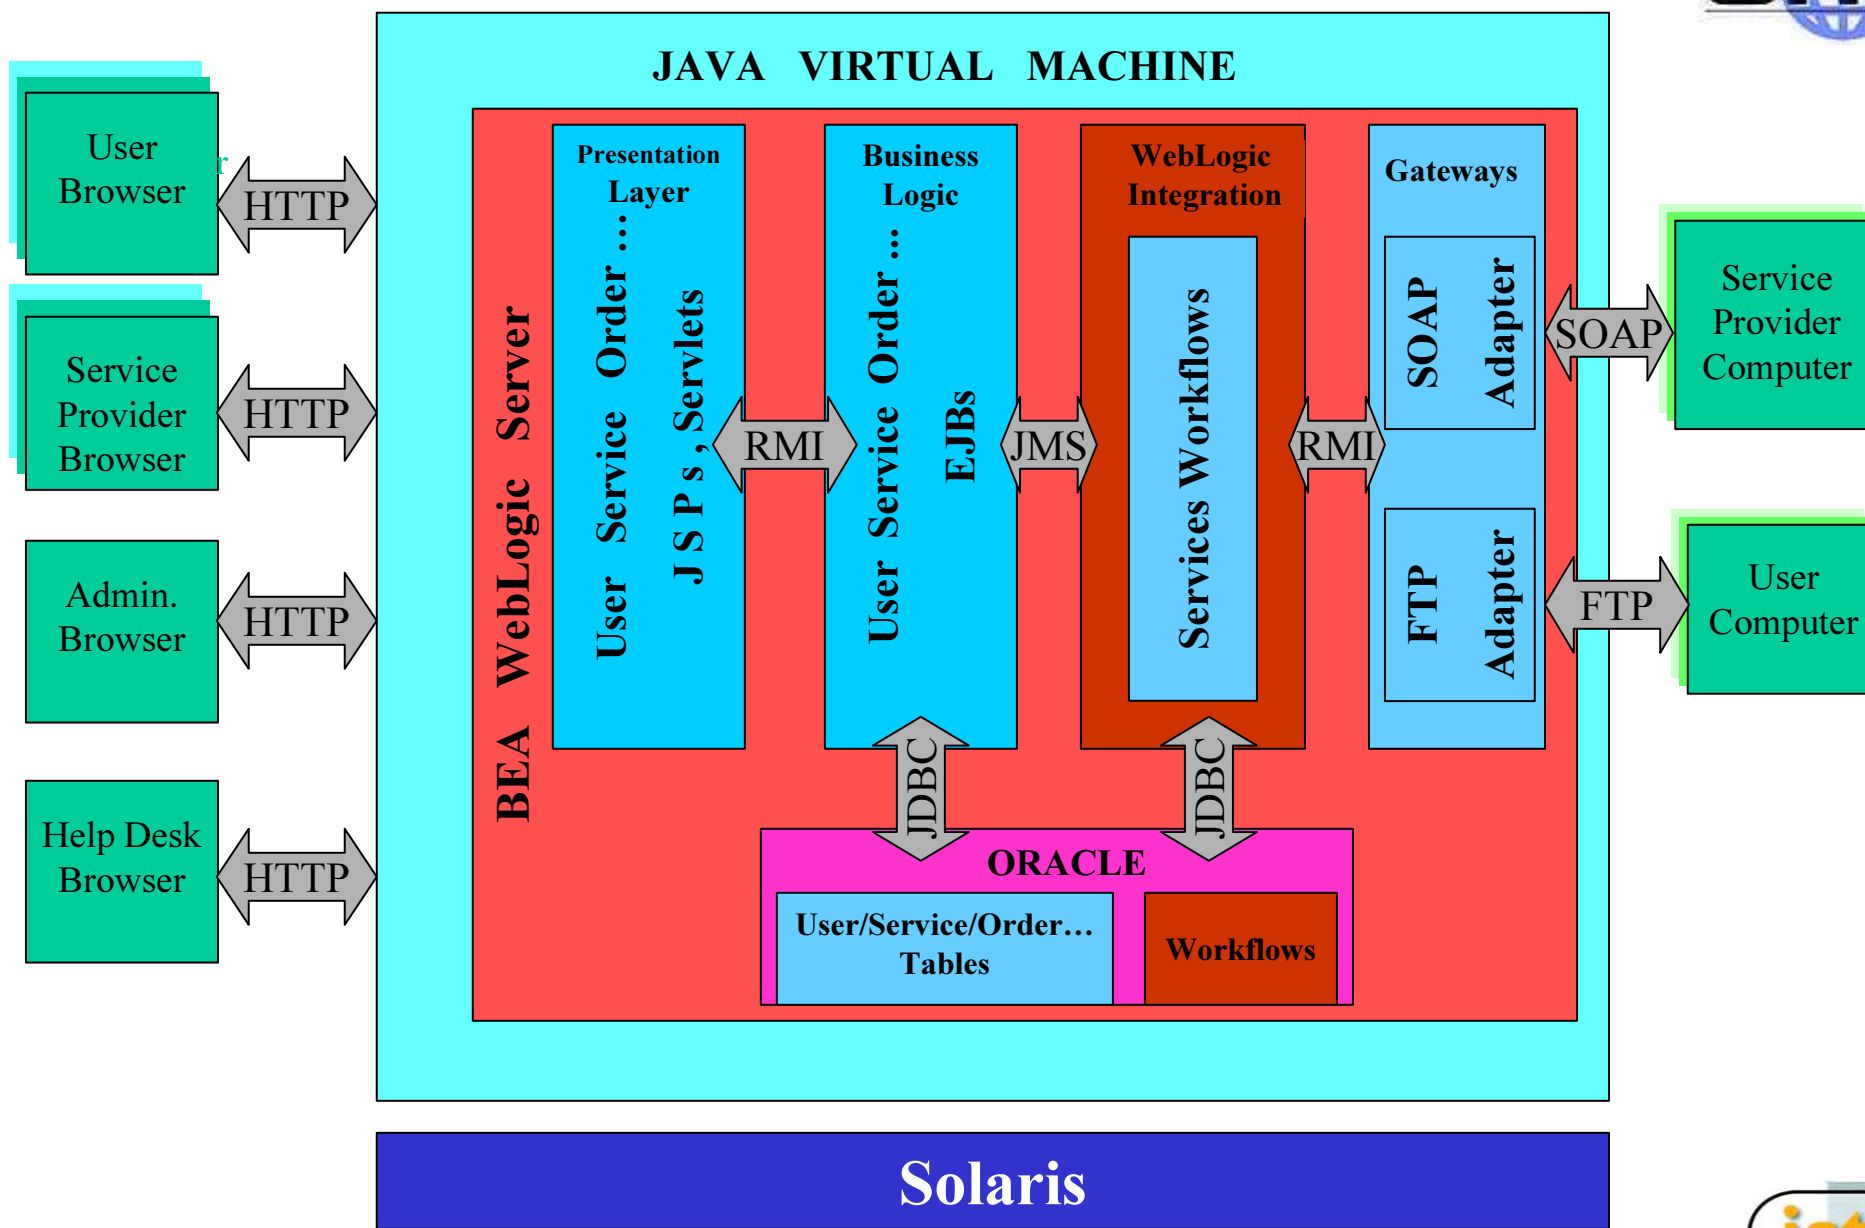 JAVA VIRTUAL MACHINE
User
Browser
HTTP
Service
Provider
Browser
HTTP
Admin.
Browser
HTTP
Help Desk
Browser
HTTP
BEA WebLogic Server
Presentation
Layer
User Service Order ...
J S P s , Servlets
RMI
Business
Logic
User Service Order ...
EJBs
JMS
WebLogic
Integration
Services Workflows
RMI
Gateways
SOAP
Adapter
FTP
Adapter
SOAP
Service
Provider
Computer
FTP
User
Computer
JDBC
JDBC
ORACLE
User/Service/Order…
Tables
Workflows
Solaris